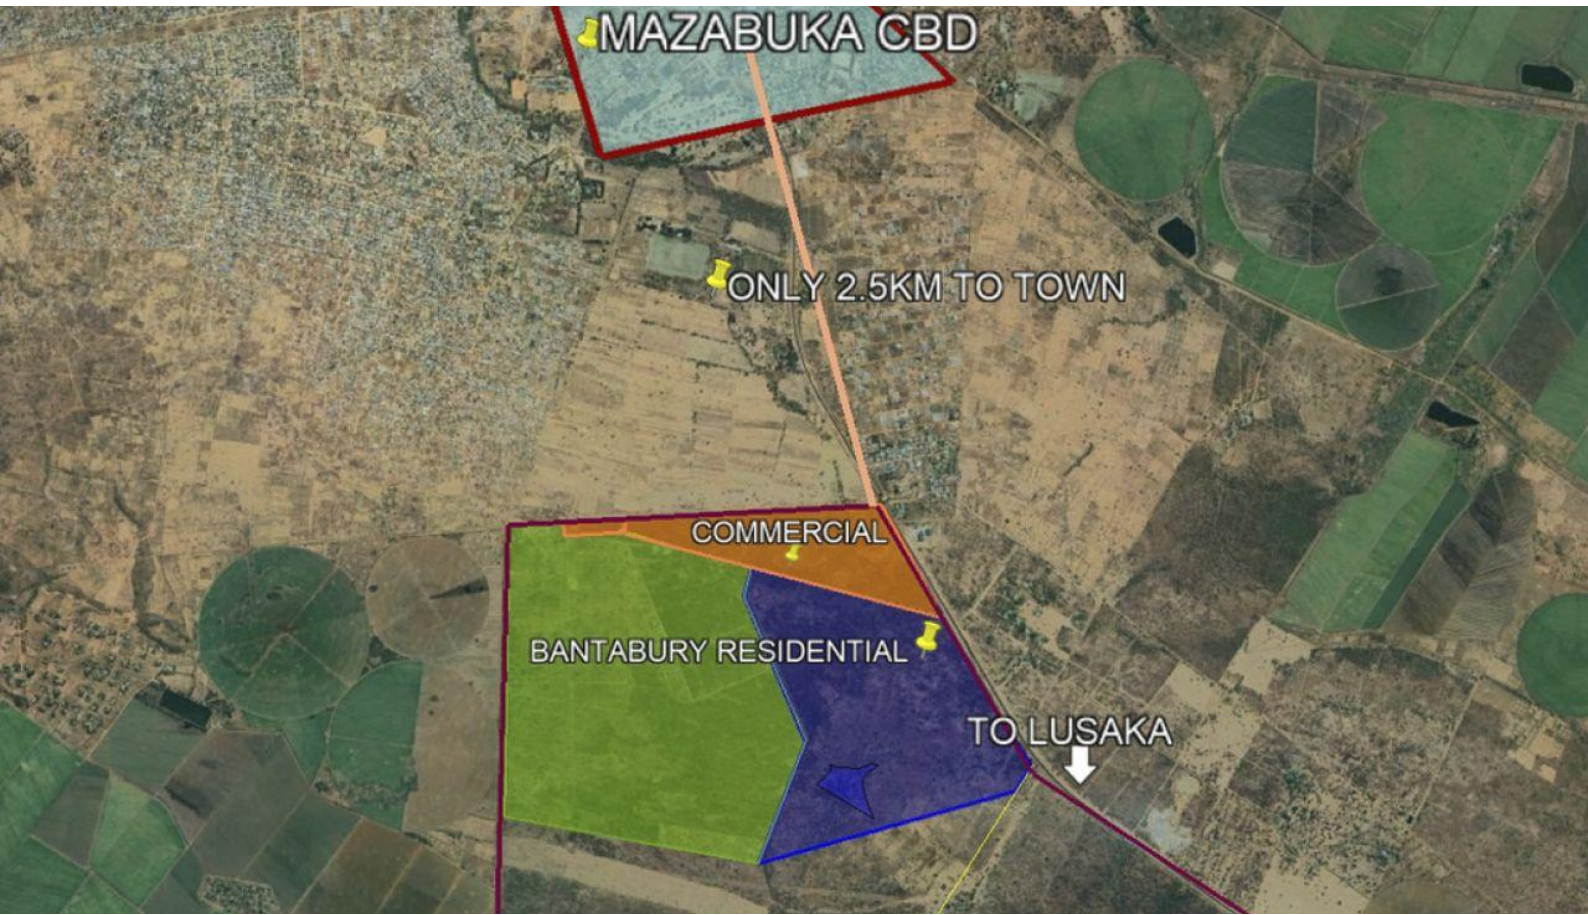 MAZABUKA CBD
ONLY 2.5KM TO TOWN
COMMERCIAL
BANTABURY RESIDENTIAL
TO LUSAKA